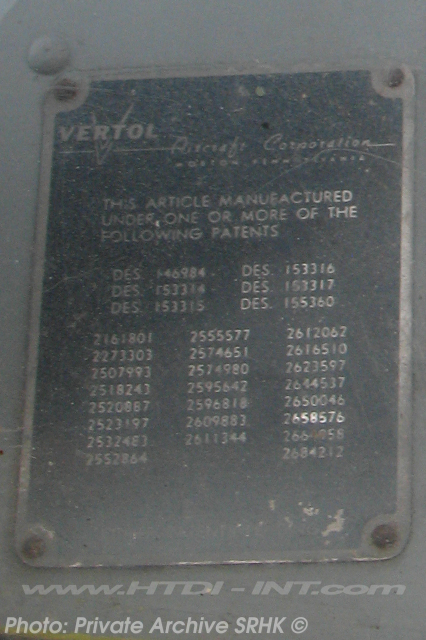 VERTOL Aircraft Corporation
MORTON PENNSYLVANIA
THIS ARTICLE MANUFACTURED
UNDER ONE OR MORE OF THE
FOLLOWING PATENTS
DES. 146984 DES. 153316
DES. 153314 DES. 153317
DES. 153315 DES. 155360
2161801 2555577 2612062
2273303 2574651 2616510
2507993 2574980 2623597
2518243 2595642 2644537
2520887 2596818 2650046
2523197 2609883 2658576
2532483 2611344
2552864 2684212
www.HTDI-INT.com
Photo: Private Archive SRHK ©